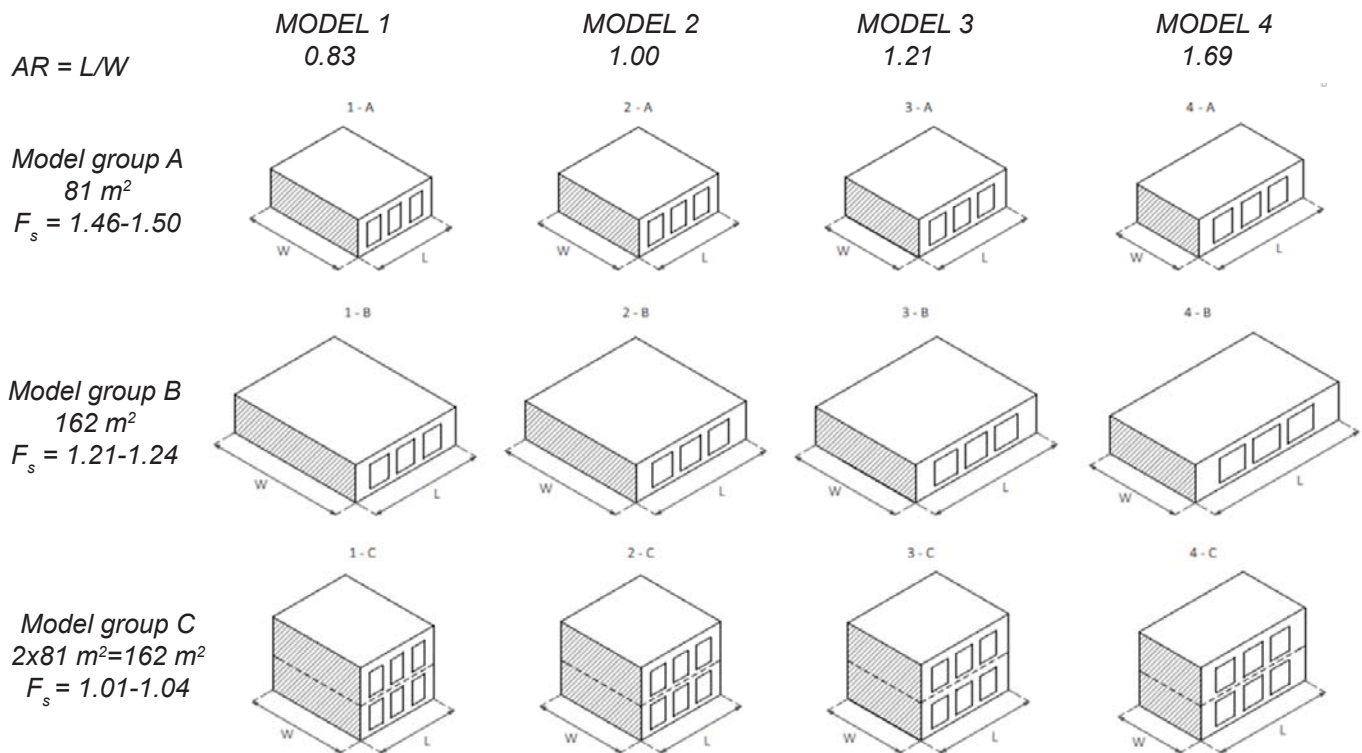 MODEL 1 MODEL 2 MODEL 3 MODEL 4
AR = L/W 0.83 1.00 1.21 1.69
1 - A 2 - A 3 - A 4 - A
Model group A
81 m²
Fₛ = 1.46-1.50
W L W L W L W L
1 - B 2 - B 3 - B 4 - B
Model group B
162 m²
Fₛ = 1.21-1.24
W L W L W L W L
1 - C 2 - C 3 - C 4 - C
Model group C
2x81 m²=162 m²
Fₛ = 1.01-1.04
W L W L W L W L